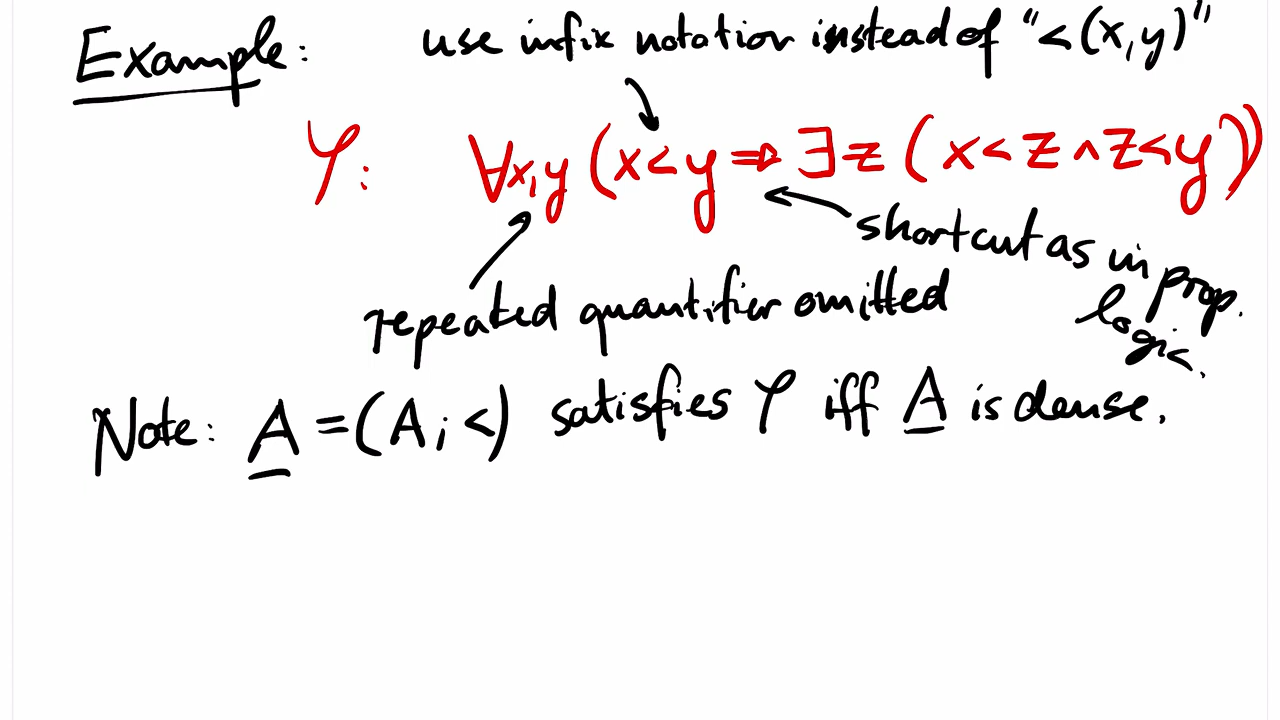 Example: use infix notation instead of "<(x,y)"
φ: ∀x,y (x<y ⇒ ∃z (x<z ∧ z<y))
shortcut as in prop.
logic.
repeated quantifier omitted
Note: A = (A; <) satisfies φ iff A is dense.